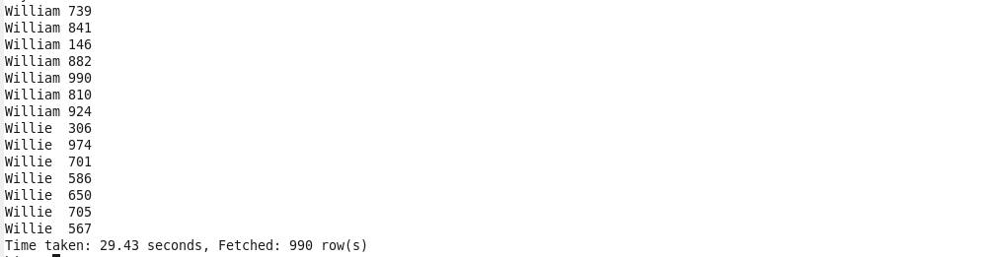 William 739
William 841
William 146
William 882
William 990
William 810
William 924
Willie  306
Willie  974
Willie  701
Willie  586
Willie  650
Willie  705
Willie  567
Time taken: 29.43 seconds, Fetched: 990 row(s)